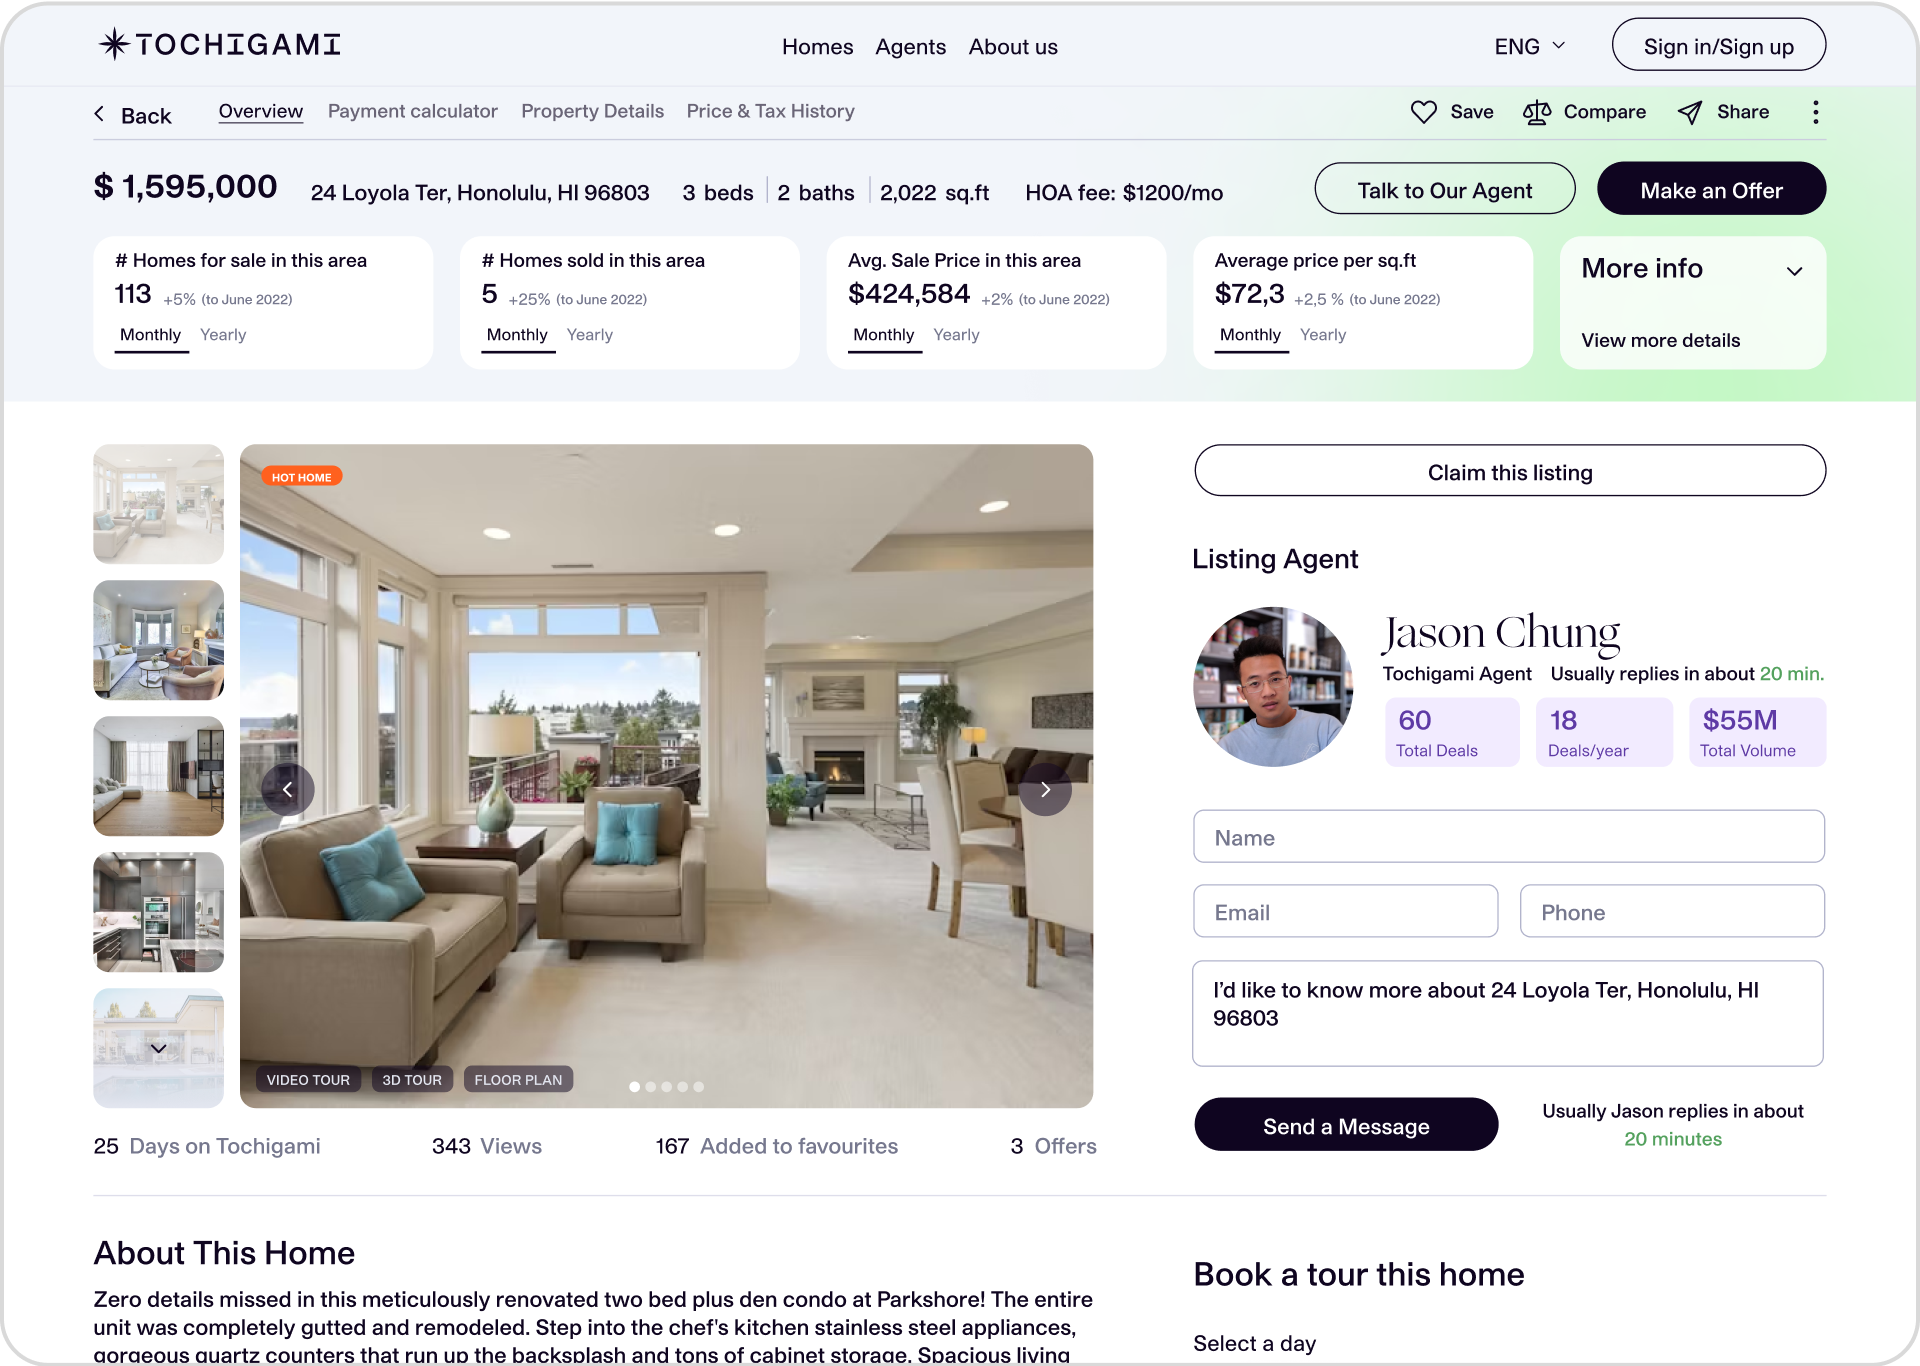 TOCHIGAMI
Homes Agents About us
ENG
Sign in/Sign up
Back
Overview Payment calculator Property Details Price & Tax History
Save Compare Share
$ 1,595,000
24 Loyola Ter, Honolulu, HI 96803 3 beds 2 baths 2,022 sq.ft HOA fee: $1200/mo
Talk to Our Agent
Make an Offer
# Homes for sale in this area
113 +5% (to June 2022)
Monthly Yearly
# Homes sold in this area
5 +25% (to June 2022)
Monthly Yearly
Avg. Sale Price in this area
$424,584 +2% (to June 2022)
Monthly Yearly
Average price per sq.ft
$72,3 +2,5 % (to June 2022)
Monthly Yearly
More info
View more details
HOT HOME
VIDEO TOUR
3D TOUR
FLOOR PLAN
25 Days on Tochigami
343 Views
167 Added to favourites
3 Offers
Claim this listing
Listing Agent
Jason Chung
Tochigami Agent Usually replies in about 20 min.
60
Total Deals
18
Deals/year
$55M
Total Volume
Name
Email
Phone
I’d like to know more about 24 Loyola Ter, Honolulu, HI
96803
Send a Message
Usually Jason replies in about
20 minutes
About This Home
Zero details missed in this meticulously renovated two bed plus den condo at Parkshore! The entire
unit was completely gutted and remodeled. Step into the chef's kitchen stainless steel appliances,
gorgeous quartz counters that run up the backsplash and tons of cabinet storage. Spacious living
Book a tour this home
Select a day